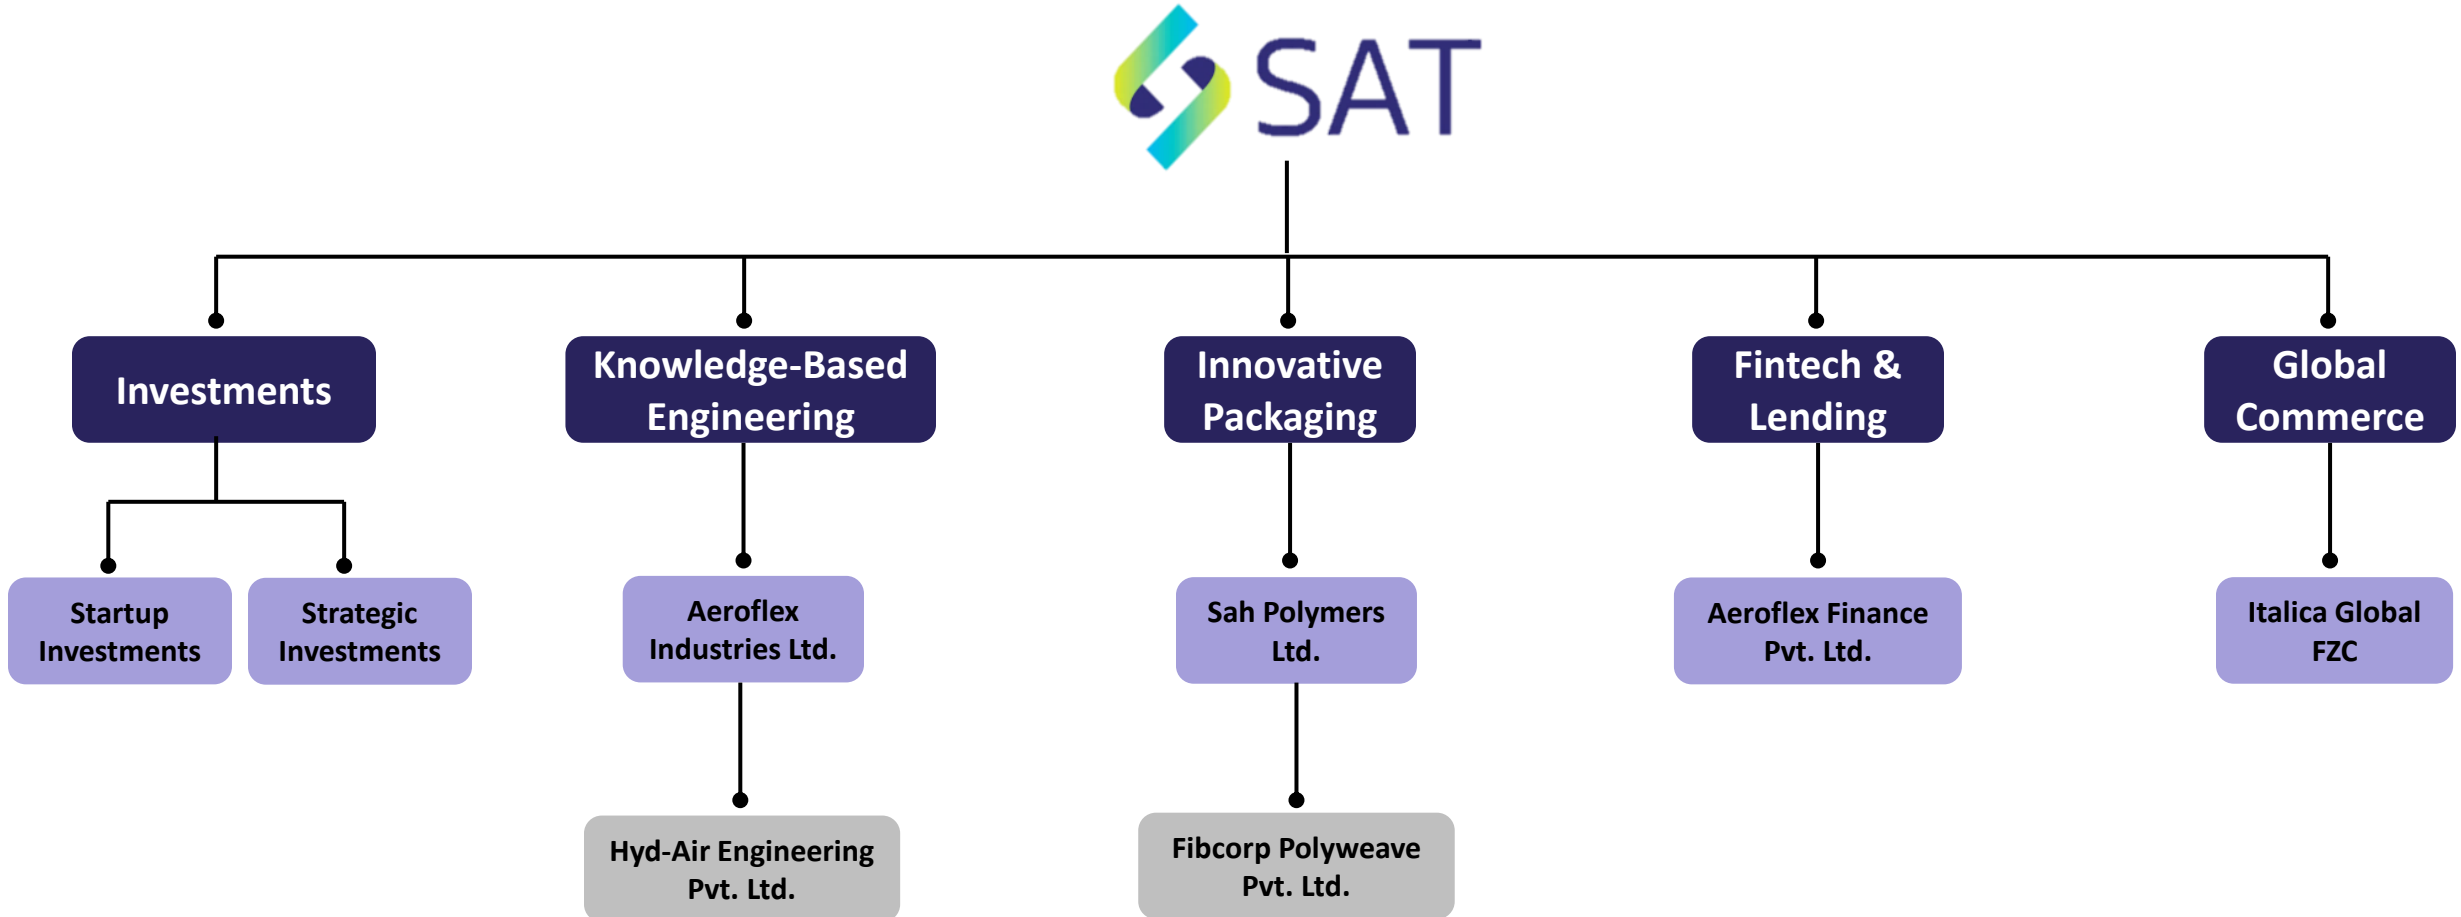 SAT
Investments
Knowledge-Based
Engineering
Innovative
Packaging
Fintech &
Lending
Global
Commerce
Startup
Investments
Strategic
Investments
Aeroflex
Industries Ltd.
Sah Polymers
Ltd.
Aeroflex Finance
Pvt. Ltd.
Italica Global
FZC
Hyd-Air Engineering
Pvt. Ltd.
Fibcorp Polyweave
Pvt. Ltd.